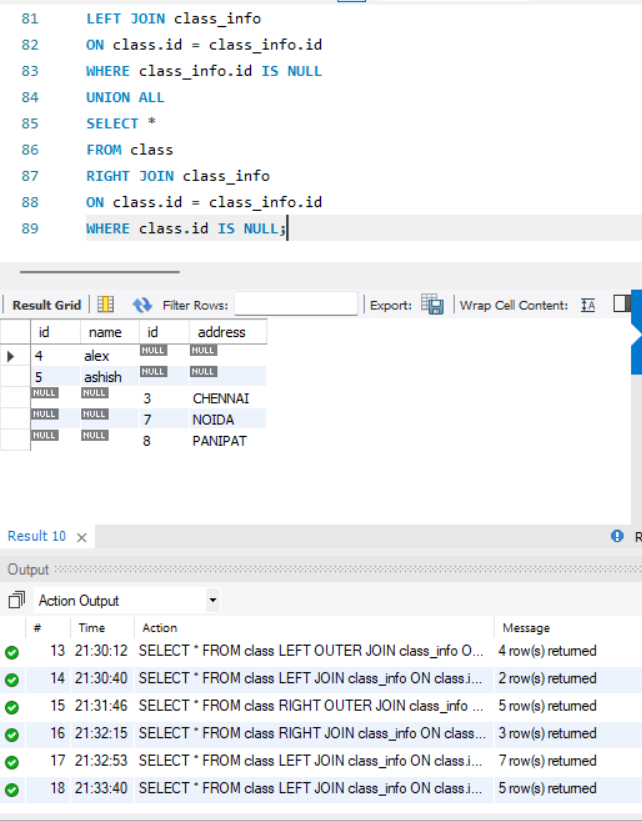 81 LEFT JOIN class_info
82 ON class.id = class_info.id
83 WHERE class_info.id IS NULL
84 UNION ALL
85 SELECT *
86 FROM class
87 RIGHT JOIN class_info
88 ON class.id = class_info.id
89 WHERE class.id IS NULL;
Result Grid Filter Rows: Export: Wrap Cell Content: IA
id name id address
4 alex NULL NULL
5 ashish NULL NULL
NULL NULL 3 CHENNAI
NULL NULL 7 NOIDA
NULL NULL 8 PANIPAT
Result 10 R
Output
Action Output
# Time Action Message
13 21:30:12 SELECT * FROM class LEFT OUTER JOIN class_info O... 4 row(s) returned
14 21:30:40 SELECT * FROM class LEFT JOIN class_info ON class.i... 2 row(s) returned
15 21:31:46 SELECT * FROM class RIGHT OUTER JOIN class_info ... 5 row(s) returned
16 21:32:15 SELECT * FROM class RIGHT JOIN class_info ON class... 3 row(s) returned
17 21:32:53 SELECT * FROM class LEFT JOIN class_info ON class.i... 7 row(s) returned
18 21:33:40 SELECT * FROM class LEFT JOIN class_info ON class.i... 5 row(s) returned